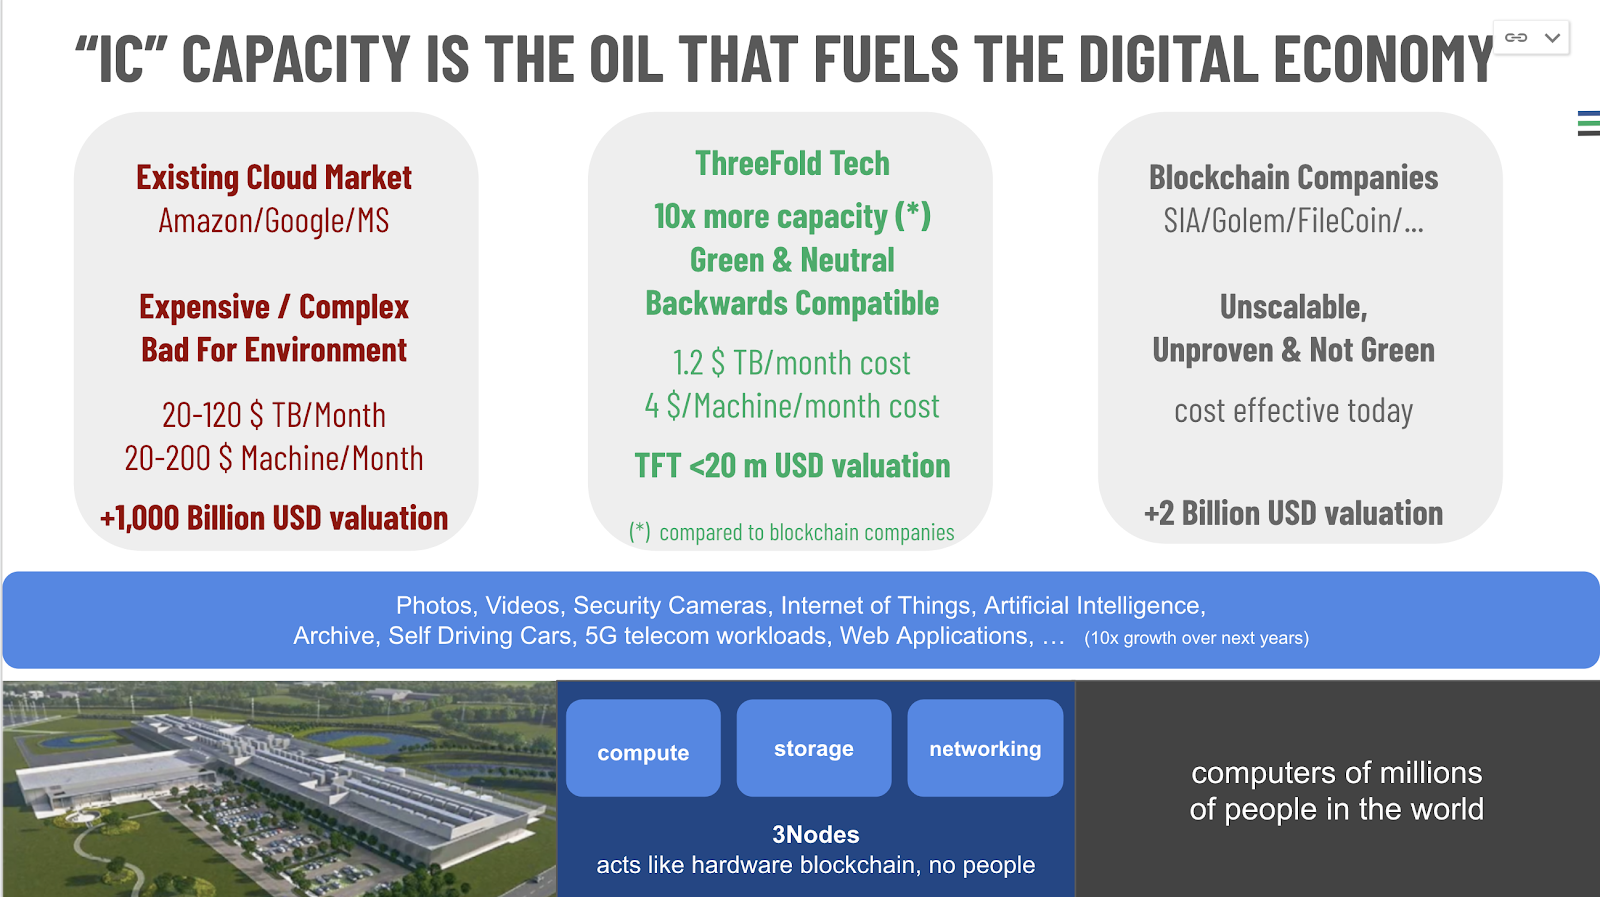 “IC” CAPACITY IS THE OIL THAT FUELS THE DIGITAL ECONOMY
Existing Cloud Market
Amazon/Google/MS
Expensive / Complex
Bad For Environment
20-120 $ TB/Month
20-200 $ Machine/Month
+1,000 Billion USD valuation
ThreeFold Tech
10x more capacity (*)
Green & Neutral
Backwards Compatible
1.2 $ TB/month cost
4 $/Machine/month cost
TFT <20 m USD valuation
(*) compared to blockchain companies
Blockchain Companies
SIA/Golem/FileCoin/...
Unscalable,
Unproven & Not Green
cost effective today
+2 Billion USD valuation
Photos, Videos, Security Cameras, Internet of Things, Artificial Intelligence,
Archive, Self Driving Cars, 5G telecom workloads, Web Applications, … (10x growth over next years)
compute
storage
networking
3Nodes
acts like hardware blockchain, no people
computers of millions
of people in the world